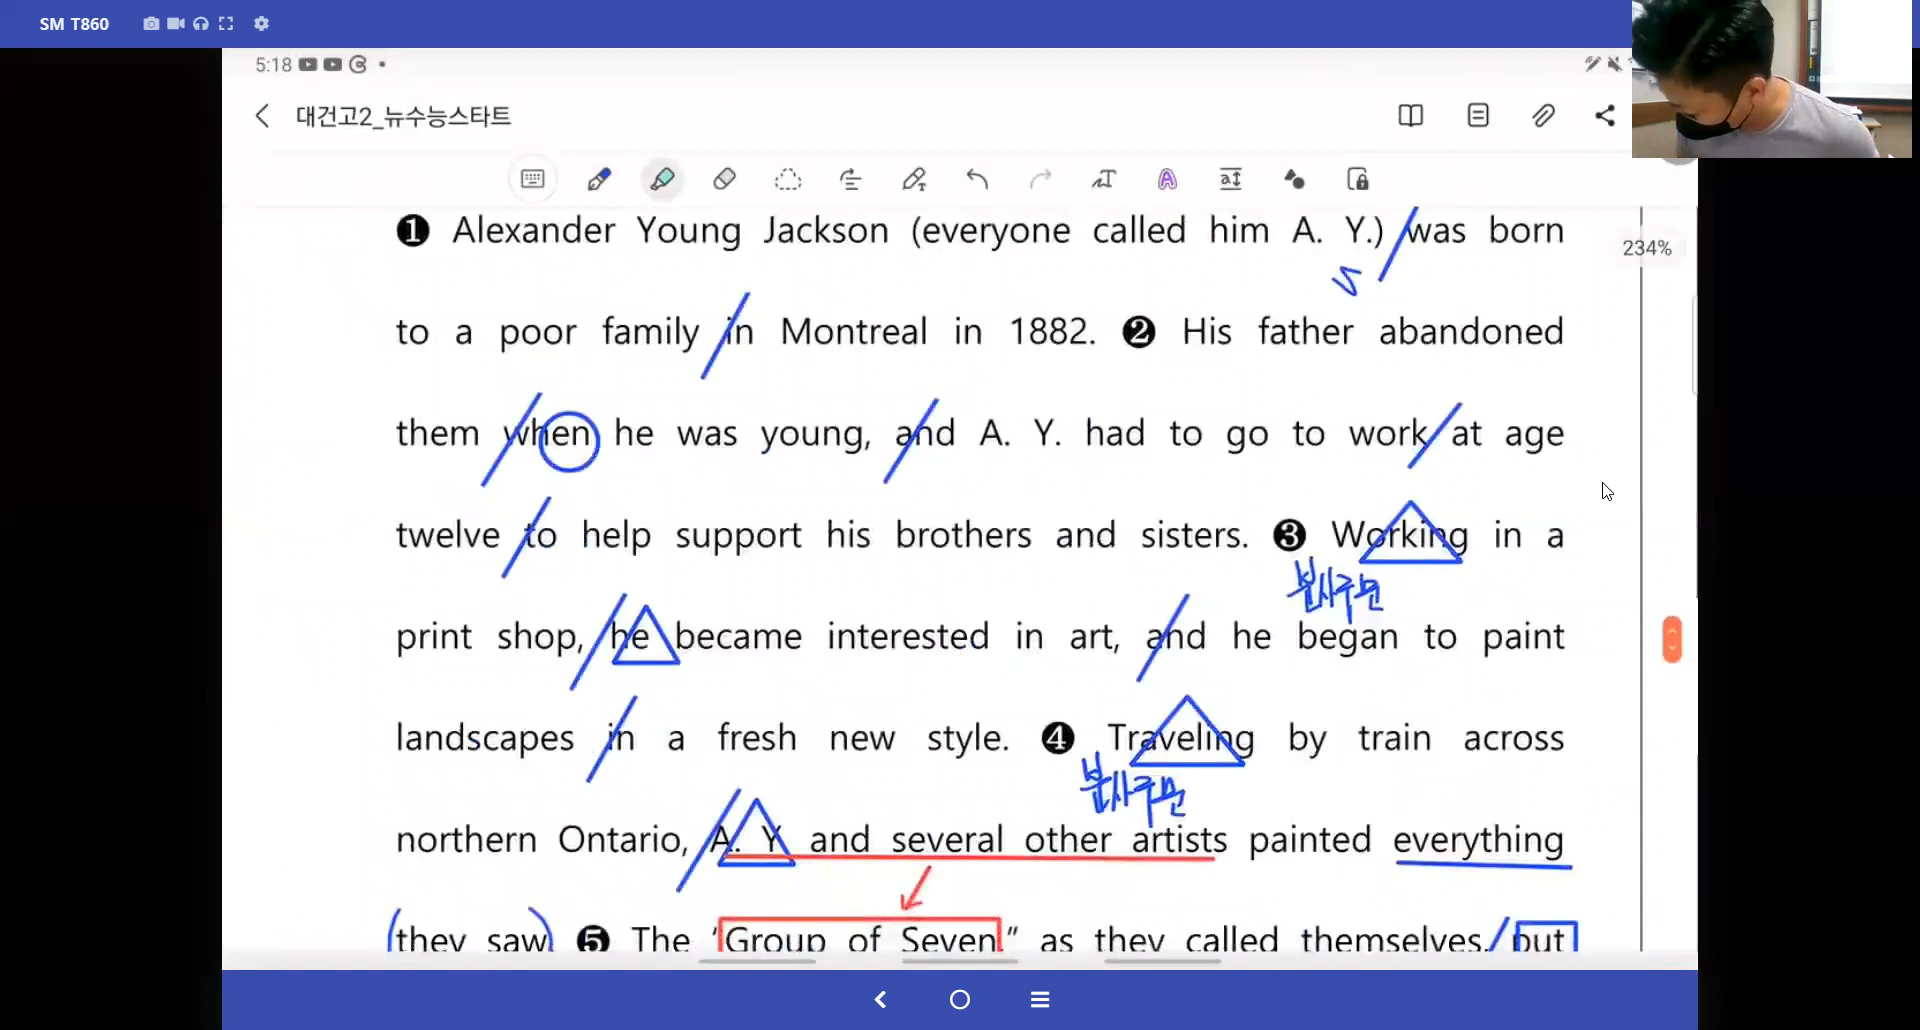 SM T860
5:18
대건고2_뉴수능스타트
234%
❶ Alexander Young Jackson (everyone called him A. Y.) was born
to a poor family in Montreal in 1882. ❷ His father abandoned
them when he was young, and A. Y. had to go to work at age
twelve to help support his brothers and sisters. ❸ Working in a
분사구문
print shop, he became interested in art, and he began to paint
landscapes in a fresh new style. ❹ Traveling by train across
분사구문
northern Ontario, A. Y and several other artists painted everything
(they saw) ❺ The "Group of Seven," as they called themselves, put